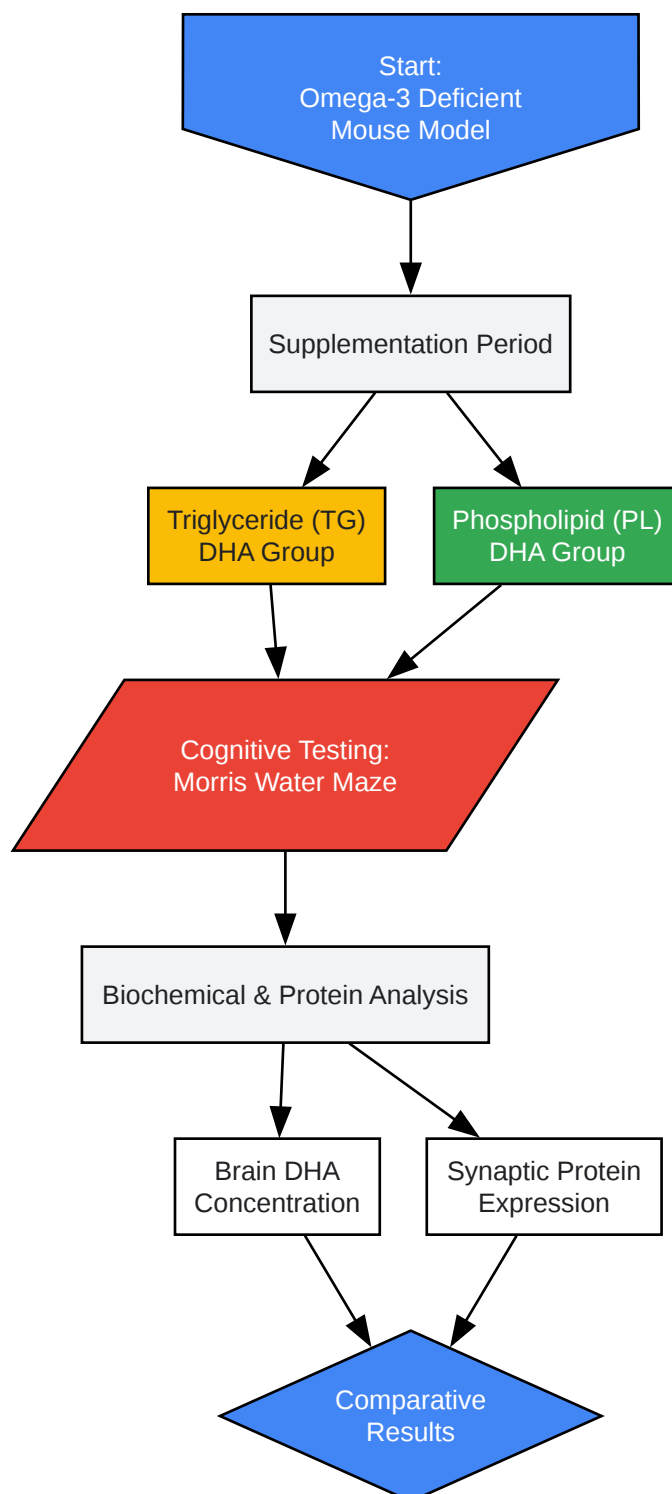 Start:
Omega-3 Deficient
Mouse Model
Supplementation Period
Triglyceride (TG)
DHA Group
Phospholipid (PL)
DHA Group
Cognitive Testing:
Morris Water Maze
Biochemical & Protein Analysis
Brain DHA
Concentration
Synaptic Protein
Expression
Comparative
Results